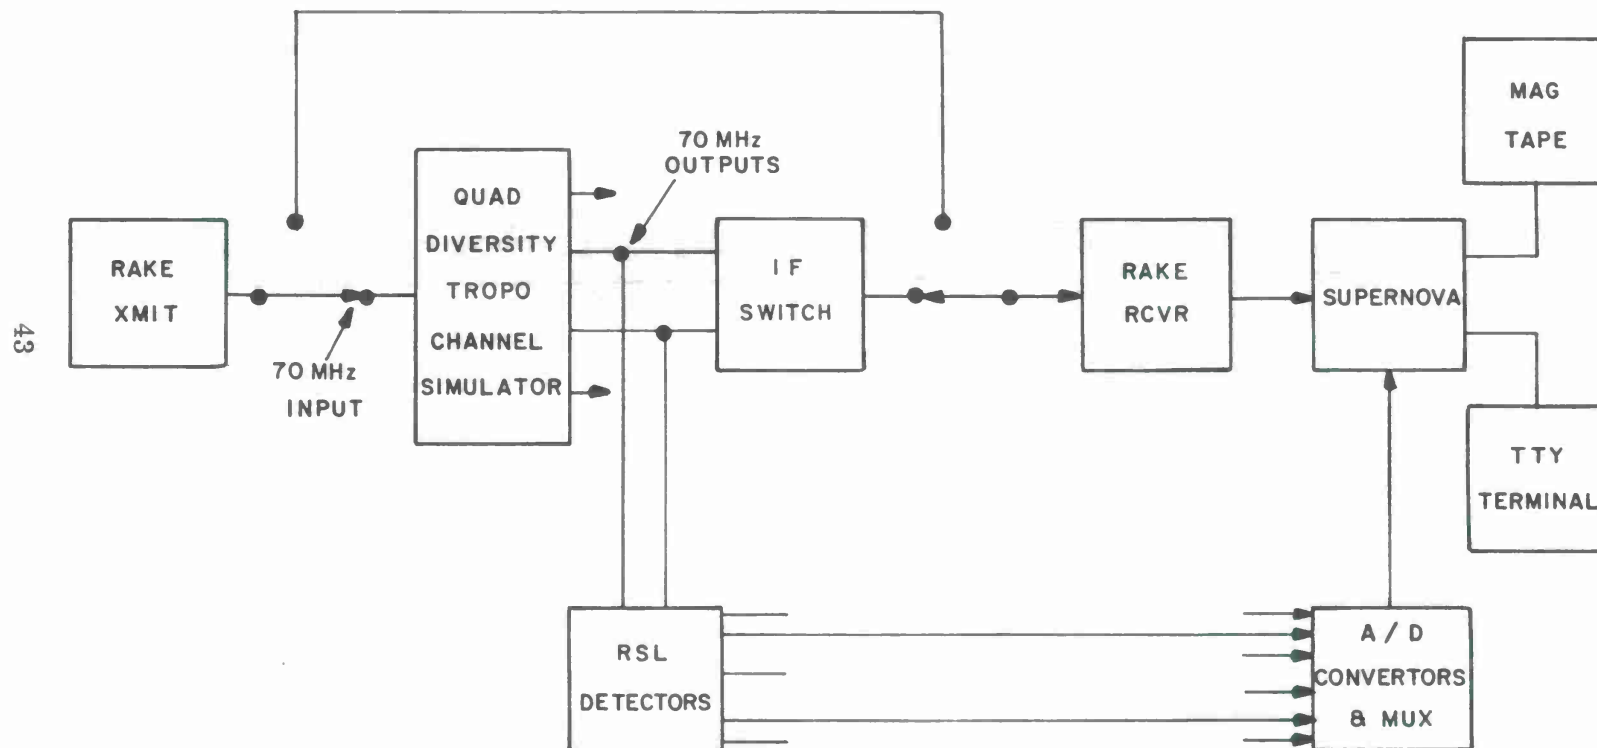 MAG
TAPE
70 MHz
OUTPUTS
QUAD
DIVERSITY
TROPO
CHANNEL
SIMULATOR
RAKE
XMIT
70 MHz
INPUT
IF
SWITCH
RAKE
RCVR
SUPERNOVA
TTY
TERMINAL
RSL
DETECTORS
A/D
CONVERTORS
& MUX
43